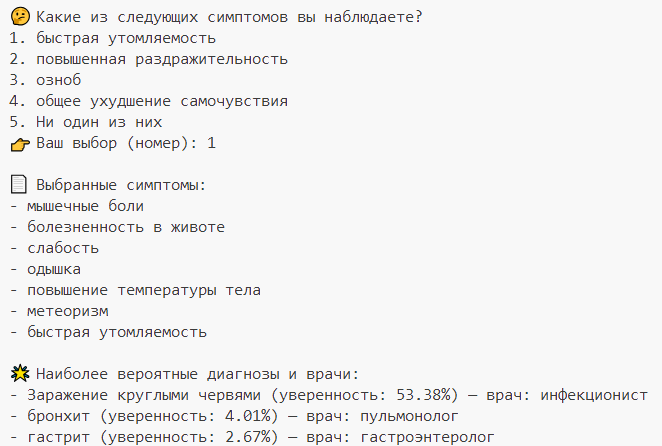 🤔 Какие из следующих симптомов вы наблюдаете?
1. быстрая утомляемость
2. повышенная раздражительность
3. озноб
4. общее ухудшение самочувствия
5. Ни один из них
👉 Ваш выбор (номер): 1
📄 Выбранные симптомы:
- мышечные боли
- болезненность в животе
- слабость
- одышка
- повышение температуры тела
- метеоризм
- быстрая утомляемость
🌟 Наиболее вероятные диагнозы и врачи:
- Заражение круглыми червями (уверенность: 53.38%) — врач: инфекционист
- бронхит (уверенность: 4.01%) — врач: пульмонолог
- гастрит (уверенность: 2.67%) — врач: гастроэнтеролог